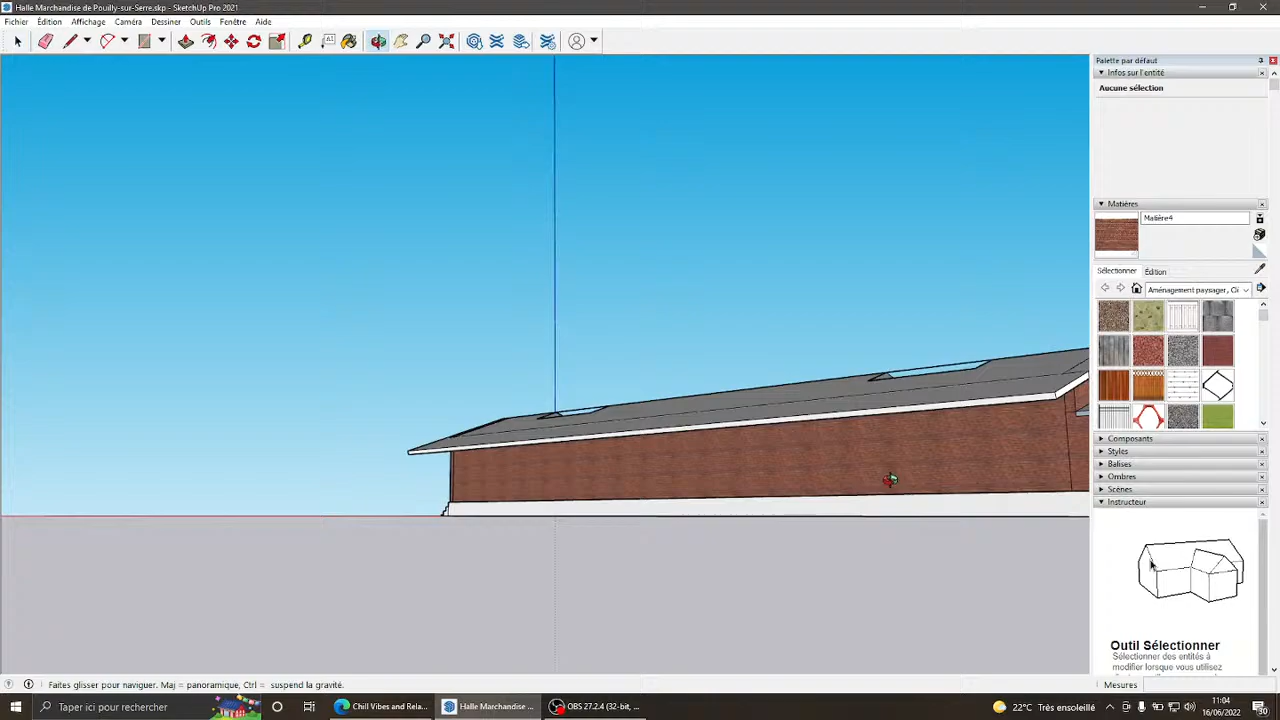 Halle Marchandise de Pouilly-sur-Serre.skp - SketchUp Pro 2021
Fichier Édition Affichage Caméra Dessiner Outils Fenêtre Aide
Palette par défaut
Infos sur l'entité
Aucune sélection
Matières
Matière4
Sélectionner Édition
Aménagement paysager, Cl
Composants
Styles
Balises
Ombres
Scènes
Instructeur
Outil Sélectionner
Sélectionner des entités à
modifier lorsque vous utilisez
Faites glisser pour naviguer. Maj = panoramique, Ctrl = suspend la gravité.
Mesures
Taper ici pour rechercher
Chill Vibes and Rela...
Halle Marchandise ...
OBS 27.2.4 (32-bit, ...
22°C Très ensoleillé
11:04
16/06/2022